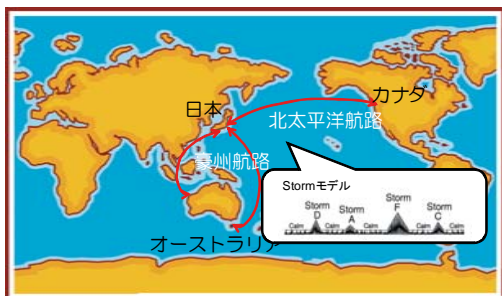 カナダ
日本
北太平洋航路
豪州航路
Stormモデル
Storm D
Storm A
Storm F
Storm C
Calm Calm Calm Calm Calm
オーストラリア